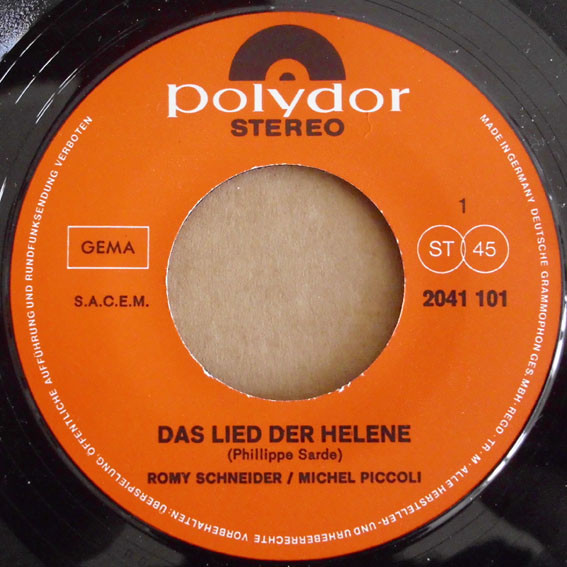 polydor
STEREO
1
GEMA
ST 45
S.A.C.E.M.
2041 101
DAS LIED DER HELENE
(Phillippe Sarde)
ROMY SCHNEIDER / MICHEL PICCOLI
MADE IN GERMANY DEUTSCHE GRAMMOPHON GES. MBH · REGD · TR · M · ALLE HERSTELLER- UND URHEBERRECHTE VORBEHALTEN · ÜBERSPIELUNG, ÖFFENTLICHE AUFFÜHRUNG UND RUNDFUNKSENDUNG VERBOTEN